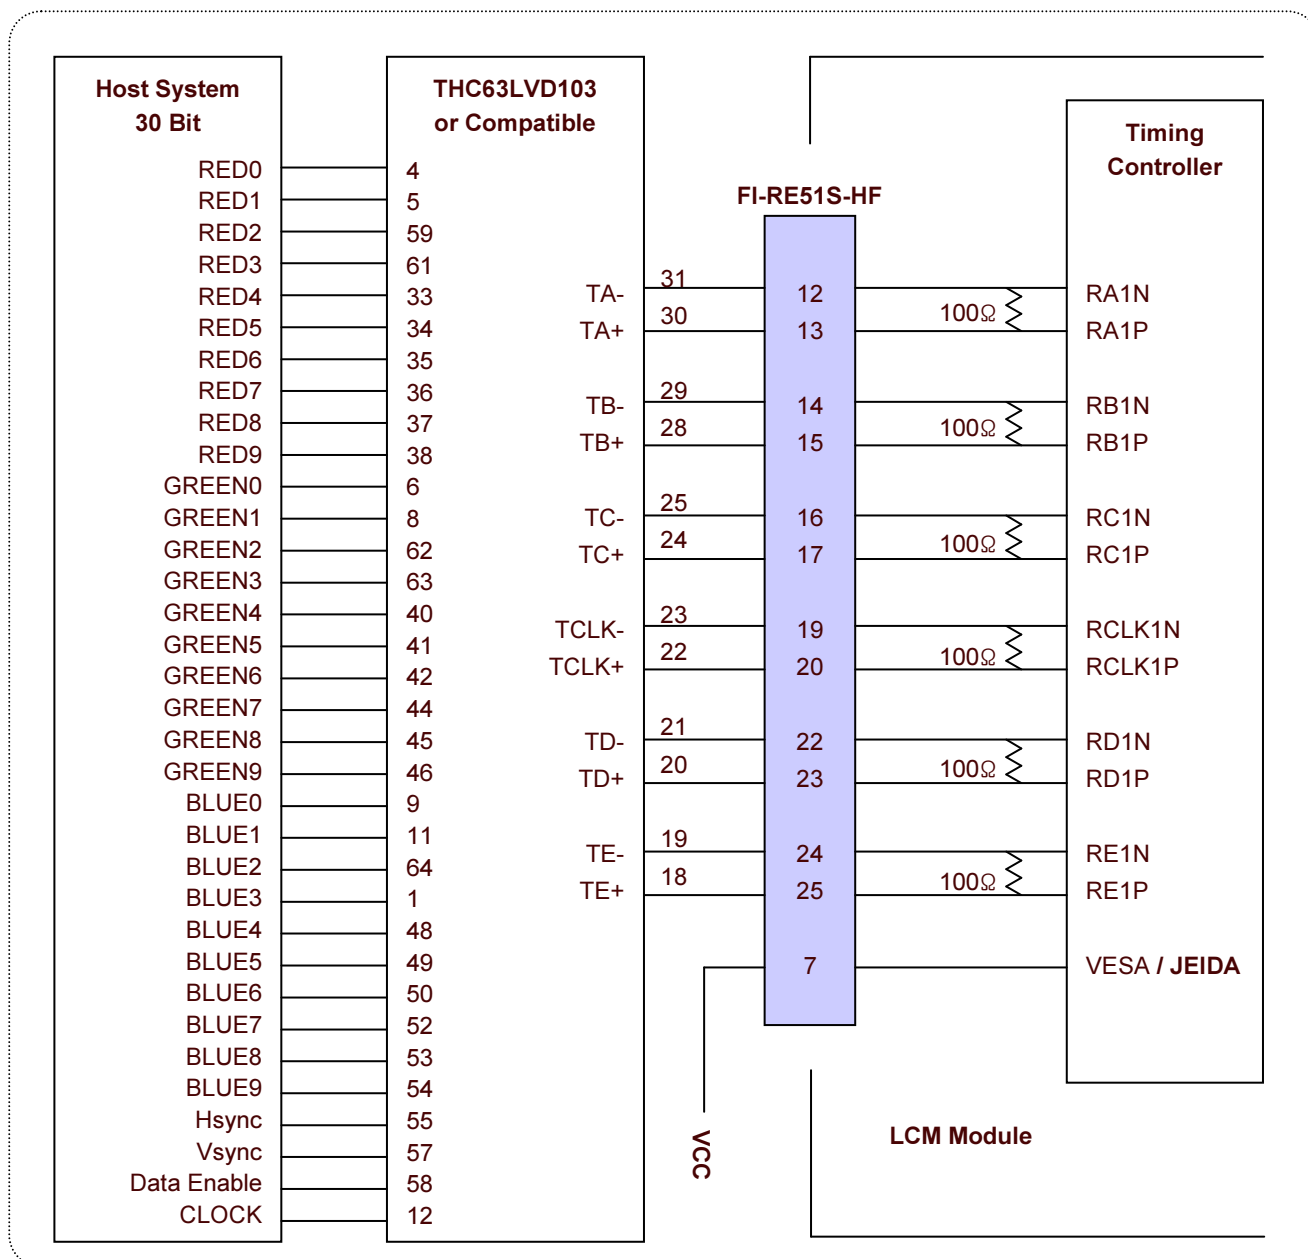 Host System
30 Bit
RED0
RED1
RED2
RED3
RED4
RED5
RED6
RED7
RED8
RED9
GREEN0
GREEN1
GREEN2
GREEN3
GREEN4
GREEN5
GREEN6
GREEN7
GREEN8
GREEN9
BLUE0
BLUE1
BLUE2
BLUE3
BLUE4
BLUE5
BLUE6
BLUE7
BLUE8
BLUE9
Hsync
Vsync
Data Enable
CLOCK
THC63LVD103
or Compatible
4
5
59
61
33
34
35
36
37
38
6
8
62
63
40
41
42
44
45
46
9
11
64
1
48
49
50
52
53
54
55
57
58
12
TA-
TA+
TB-
TB+
TC-
TC+
TCLK-
TCLK+
TD-
TD+
TE-
TE+
31
30
29
28
25
24
23
22
21
20
19
18
FI-RE51S-HF
12
13
14
15
16
17
19
20
22
23
24
25
7
VCC
100Ω
100Ω
100Ω
100Ω
100Ω
100Ω
Timing
Controller
RA1N
RA1P
RB1N
RB1P
RC1N
RC1P
RCLK1N
RCLK1P
RD1N
RD1P
RE1N
RE1P
VESA / JEIDA
LCM Module